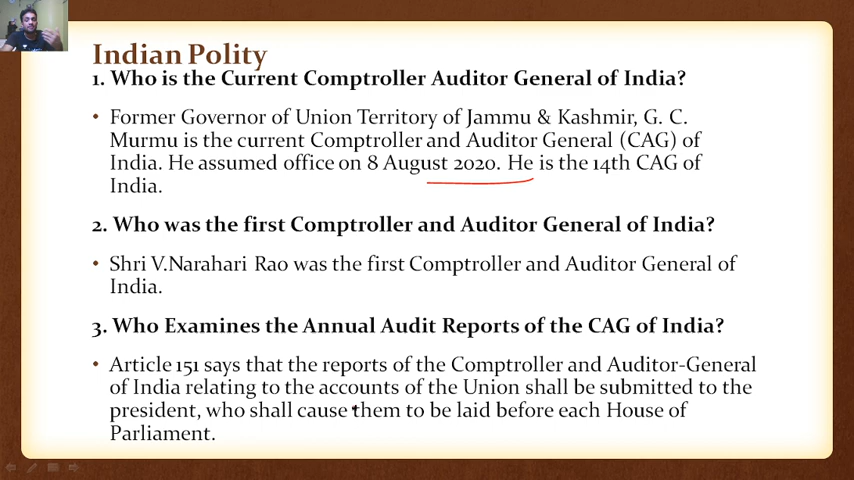 Indian Polity
1. Who is the Current Comptroller Auditor General of India?
• Former Governor of Union Territory of Jammu & Kashmir, G. C.
Murmu is the current Comptroller and Auditor General (CAG) of
India. He assumed office on 8 August 2020. He is the 14th CAG of
India.
2. Who was the first Comptroller and Auditor General of India?
• Shri V.Narahari Rao was the first Comptroller and Auditor General of
India.
3. Who Examines the Annual Audit Reports of the CAG of India?
• Article 151 says that the reports of the Comptroller and Auditor-General
of India relating to the accounts of the Union shall be submitted to the
president, who shall cause them to be laid before each House of
Parliament.